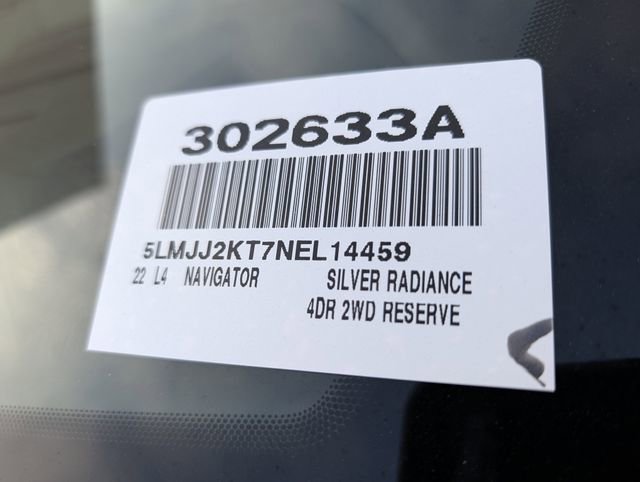 302633A
5LMJJ2KT7NEL14459
22 L4 NAVIGATOR SILVER RADIANCE
4DR 2WD RESERVE